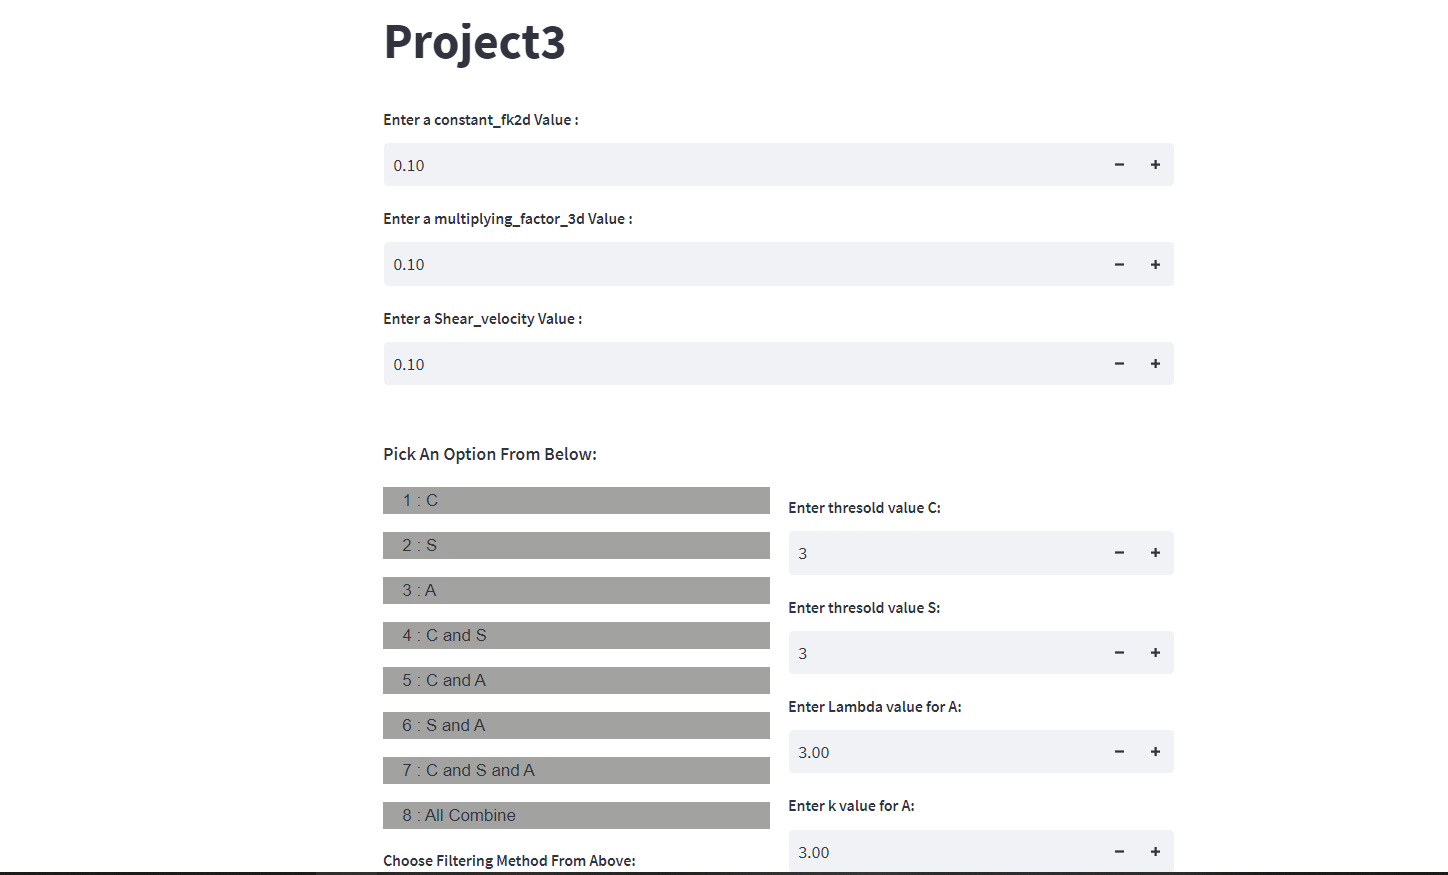 Project3
Enter a constant_fk2d Value :
0.10
Enter a multiplying_factor_3d Value :
0.10
Enter a Shear_velocity Value :
0.10
Pick An Option From Below:
1 : C
2 : S
3 : A
4 : C and S
5 : C and A
6 : S and A
7 : C and S and A
8 : All Combine
Choose Filtering Method From Above:
Enter thresold value C:
3
Enter thresold value S:
3
Enter Lambda value for A:
3.00
Enter k value for A:
3.00